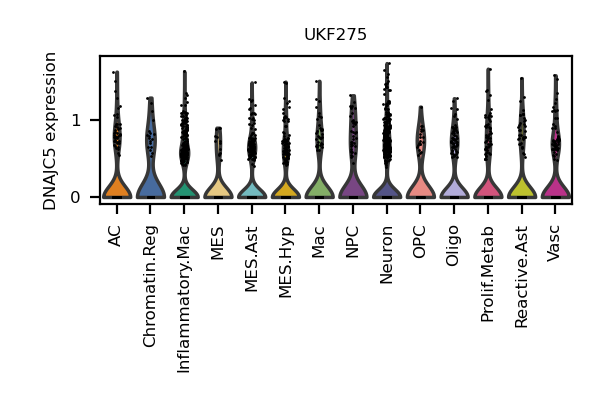 UKF275
DNAJC5 expression
1
0
AC
Chromatin.Reg
Inflammatory.Mac
MES
MES.Ast
MES.Hyp
Mac
NPC
Neuron
OPC
Oligo
Prolif.Metab
Reactive.Ast
Vasc